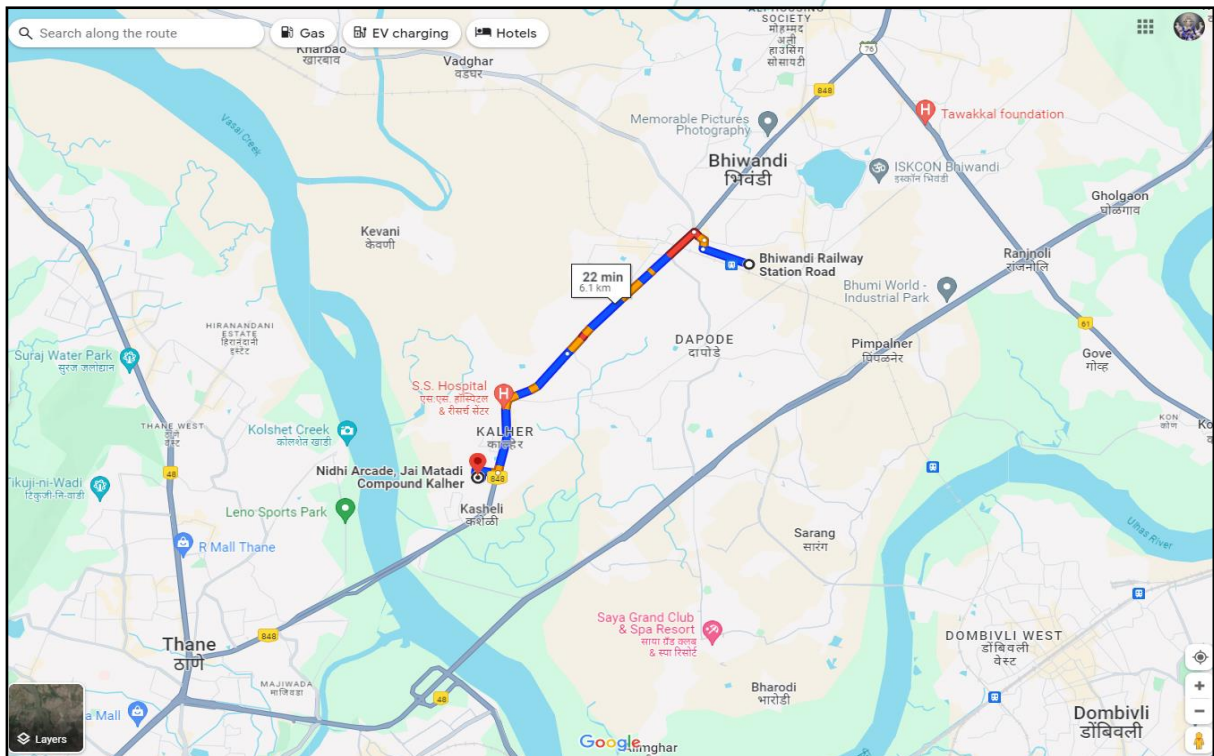 Search along the route
Gas
EV charging
Hotels
Kharbao
खारबाव
Vadghar
वडघर
SOCIETY
मोहम्मद
अली
हाउसिंग
सोसायटी
76
848
Vasai Creek
Memorable Pictures
Photography
Tawakkal foundation
Bhiwandi
भिवंडी
ISKCON Bhiwandi
इस्कॉन भिवंडी
Gholgaon
घोळगाव
Kevani
केवणी
Bhiwandi Railway
Station Road
Ranjnoli
रांजनोलि
22 min
6.1 km
Bhumi World -
Industrial Park
HIRANANDANI
ESTATE
हिरानंदानी
इस्टेट
DAPODE
दापोडे
Pimpalner
पिंपळनेर
61
Gove
गोव्ह
Suraj Water Park
सुरज जलोद्यान
S.S. Hospital
एस.एस. हॉस्पिटल
& रीसर्च सेंटर
THANE WEST
ठाणे
वेस्ट
Kolshet Creek
कोलशेत खाडी
KALHER
काल्हेर
KON
कोण
Nidhi Arcade, Jai Matadi
Compound Kalher
848
48
Tikuji-ni-Wadi
टिकुजी-नि-वाडी
Leno Sports Park
Kasheli
कशेळी
R Mall Thane
Sarang
सारंग
Ulhas River
Saya Grand Club
& Spa Resort
साया ग्रँड क्लब
& स्पा रिसोर्ट
848
Thane
ठाणे
DOMBIVLI WEST
डोंबिवली
वेस्ट
MAJIWADA
माजिवडा
48
Bharodi
भारोडी
a Mall
Layers
Google
Alimghar
Dombivli
डोंबिवली